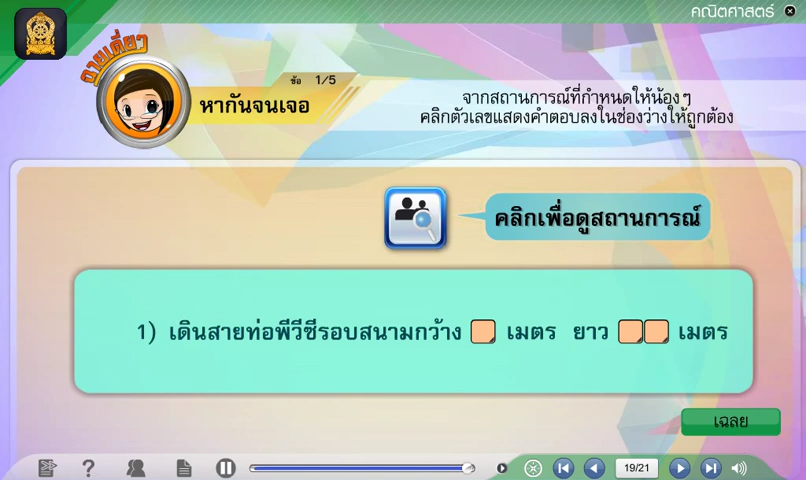 คณิตศาสตร์
ฉายเดี่ยว
ข้อ 1/5
หากันจนเจอ
จากสถานการณ์ที่กำหนดให้น้องๆ
คลิกตัวเลขแสดงคำตอบลงในช่องว่างให้ถูกต้อง
คลิกเพื่อดูสถานการณ์
1) เดินสายท่อพีวีซีรอบสนามกว้าง เมตร ยาว เมตร
เฉลย
19/21